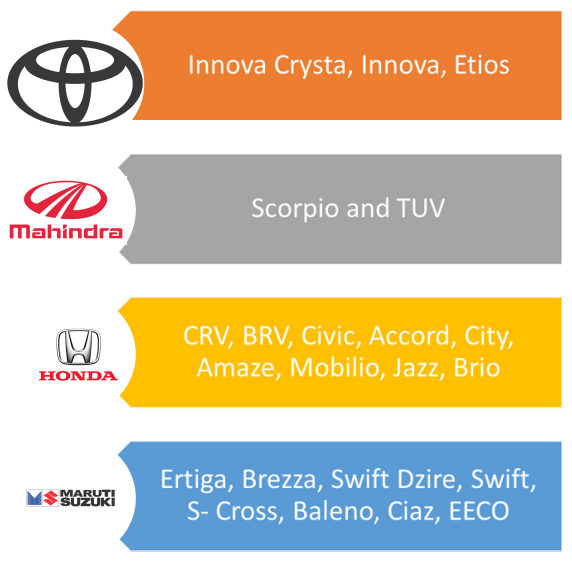 Innova Crysta, Innova, Etios
Mahindra
Scorpio and TUV
HONDA
CRV, BRV, Civic, Accord, City,
Amaze, Mobilio, Jazz, Brio
MARUTI
SUZUKI
Ertiga, Brezza, Swift Dzire, Swift,
S- Cross, Baleno, Ciaz, EECO